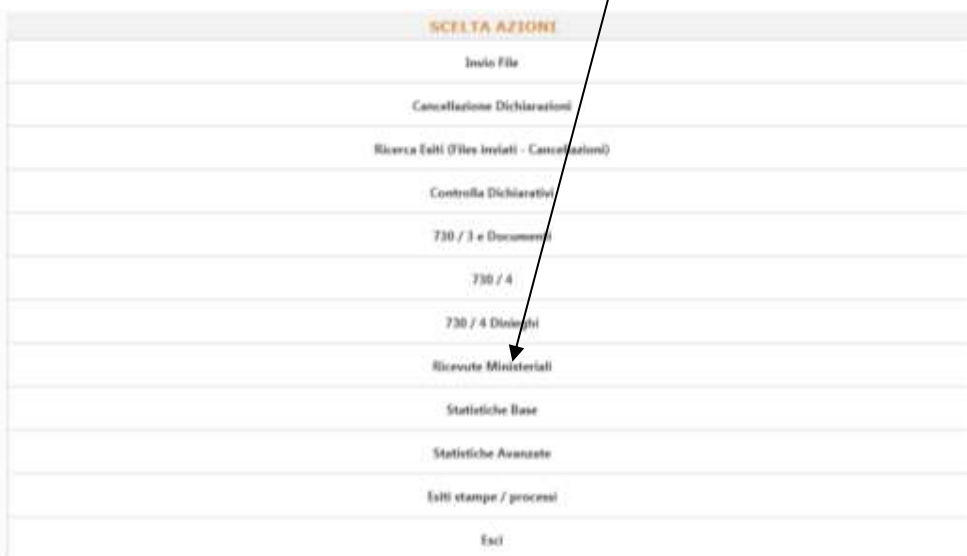 SCELTA AZIONI
Invio File
Cancellazione Dichiarazioni
Ricerca Esiti (Files inviati - Cancellazioni)
Controlla Dichiarativi
730 / 3 e Documenti
730 / 4
730 / 4 Dinieghi
Ricevute Ministeriali
Statistiche Base
Statistiche Avanzate
Esiti stampe / processi
Esci